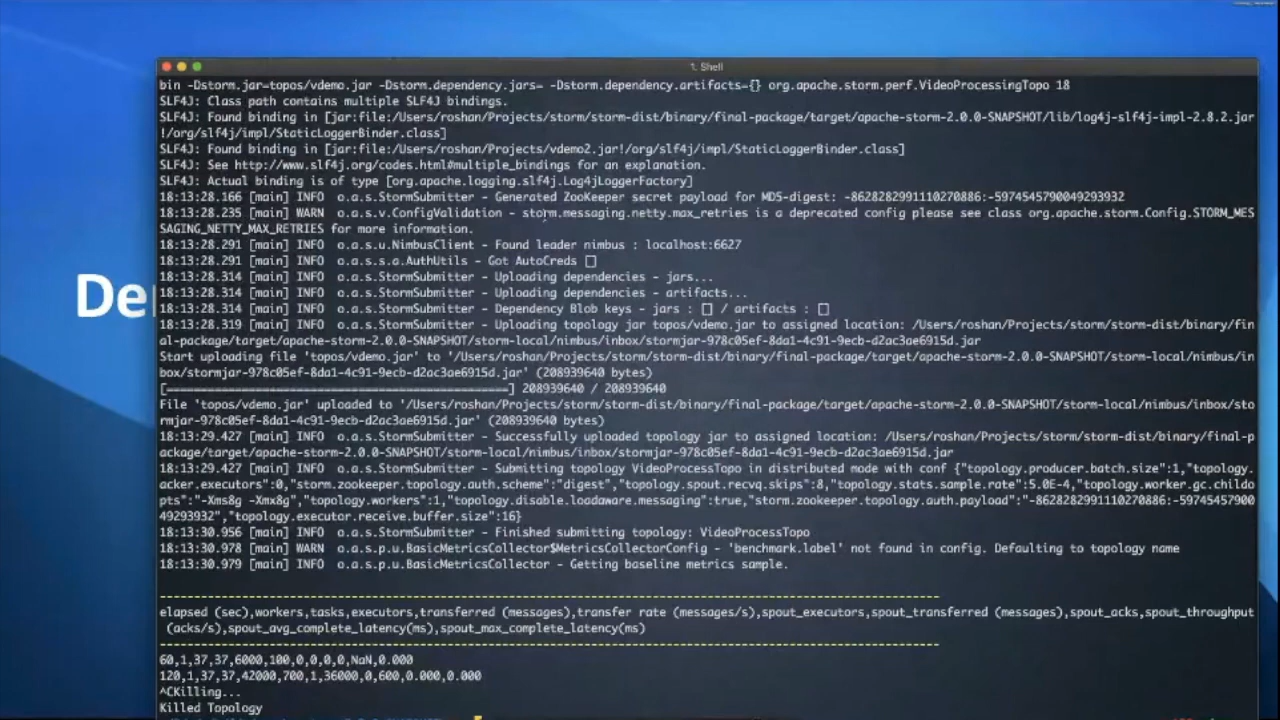 1. Shell
bin -Dstorm.jar=topos/vdemo.jar -Dstorm.dependency.jars= -Dstorm.dependency.artifacts={} org.apache.storm.perf.VideoProcessingTopo 18
SLF4J: Class path contains multiple SLF4J bindings.
SLF4J: Found binding in [jar:file:/Users/roshan/Projects/storm/storm-dist/binary/final-package/target/apache-storm-2.0.0-SNAPSHOT/lib/log4j-slf4j-impl-2.8.2.jar
!/org/slf4j/impl/StaticLoggerBinder.class]
SLF4J: Found binding in [jar:file:/Users/roshan/Projects/vdemo2.jar!/org/slf4j/impl/StaticLoggerBinder.class]
SLF4J: See http://www.slf4j.org/codes.html#multiple_bindings for an explanation.
SLF4J: Actual binding is of type [org.apache.logging.slf4j.Log4jLoggerFactory]
18:13:28.166 [main] INFO  o.a.s.StormSubmitter - Generated ZooKeeper secret payload for MD5-digest: -8628282991110270886:-5974545790049293932
18:13:28.235 [main] WARN  o.a.s.v.ConfigValidation - storm.messaging.netty.max_retries is a deprecated config please see class org.apache.storm.Config.STORM_MES
SAGING_NETTY_MAX_RETRIES for more information.
18:13:28.291 [main] INFO  o.a.s.u.NimbusClient - Found leader nimbus : localhost:6627
18:13:28.291 [main] INFO  o.a.s.s.a.AuthUtils - Got AutoCreds []
18:13:28.314 [main] INFO  o.a.s.StormSubmitter - Uploading dependencies - jars...
18:13:28.314 [main] INFO  o.a.s.StormSubmitter - Uploading dependencies - artifacts...
18:13:28.314 [main] INFO  o.a.s.StormSubmitter - Dependency Blob keys - jars : [] / artifacts : []
18:13:28.319 [main] INFO  o.a.s.StormSubmitter - Uploading topology jar topos/vdemo.jar to assigned location: /Users/roshan/Projects/storm/storm-dist/binary/fin
al-package/target/apache-storm-2.0.0-SNAPSHOT/storm-local/nimbus/inbox/stormjar-978c05ef-8da1-4c91-9ecb-d2ac3ae6915d.jar
Start uploading file 'topos/vdemo.jar' to '/Users/roshan/Projects/storm/storm-dist/binary/final-package/target/apache-storm-2.0.0-SNAPSHOT/storm-local/nimbus/in
box/stormjar-978c05ef-8da1-4c91-9ecb-d2ac3ae6915d.jar' (208939640 bytes)
[==================================================] 208939640 / 208939640
File 'topos/vdemo.jar' uploaded to '/Users/roshan/Projects/storm/storm-dist/binary/final-package/target/apache-storm-2.0.0-SNAPSHOT/storm-local/nimbus/inbox/sto
rmjar-978c05ef-8da1-4c91-9ecb-d2ac3ae6915d.jar' (208939640 bytes)
18:13:29.427 [main] INFO  o.a.s.StormSubmitter - Successfully uploaded topology jar to assigned location: /Users/roshan/Projects/storm/storm-dist/binary/final-p
ackage/target/apache-storm-2.0.0-SNAPSHOT/storm-local/nimbus/inbox/stormjar-978c05ef-8da1-4c91-9ecb-d2ac3ae6915d.jar
18:13:29.427 [main] INFO  o.a.s.StormSubmitter - Submitting topology VideoProcessTopo in distributed mode with conf {"topology.producer.batch.size":1,"topology.
acker.executors":0,"storm.zookeeper.topology.auth.scheme":"digest","topology.spout.recvq.skips":8,"topology.stats.sample.rate":5.0E-4,"topology.worker.gc.childo
pts":"-Xms8g -Xmx8g","topology.workers":1,"topology.disable.loadaware.messaging":true,"storm.zookeeper.topology.auth.payload":"-8628282991110270886:-59745457900
49293932","topology.executor.receive.buffer.size":16}
18:13:30.956 [main] INFO  o.a.s.StormSubmitter - Finished submitting topology: VideoProcessTopo
18:13:30.978 [main] WARN  o.a.s.p.u.BasicMetricsCollector$MetricsCollectorConfig - 'benchmark.label' not found in config. Defaulting to topology name
18:13:30.979 [main] INFO  o.a.s.p.u.BasicMetricsCollector - Getting baseline metrics sample.
De
elapsed (sec),workers,tasks,executors,transferred (messages),transfer rate (messages/s),spout_executors,spout_transferred (messages),spout_acks,spout_throughput
(acks/s),spout_avg_complete_latency(ms),spout_max_complete_latency(ms)
60,1,37,37,6000,100,0,0,0,0,NaN,0.000
120,1,37,37,42000,700,1,36000,0,600,0.000,0.000
^CKilling...
Killed Topology